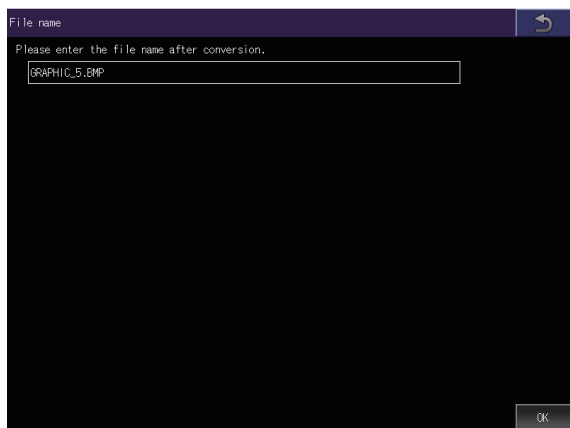 File name
Please enter the file name after conversion.
GRAPHIC_5.BMP
OK